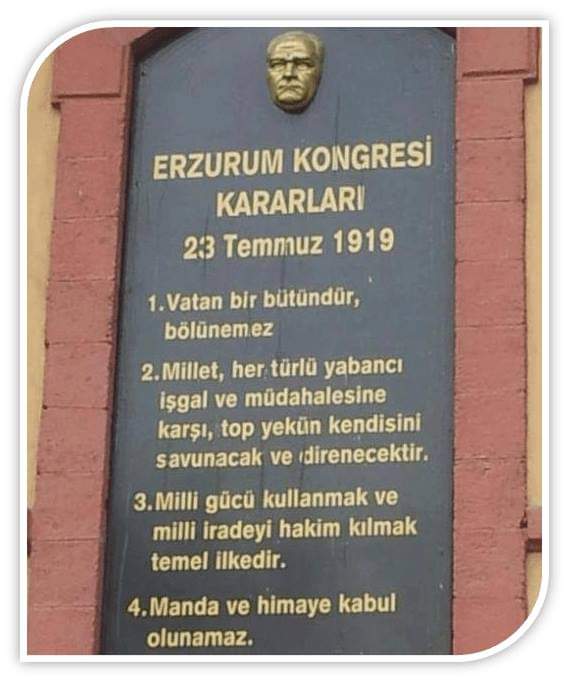 ERZURUM KONGRESİ
KARARLARI
23 Temmuz 1919
1.Vatan bir bütündür,
bölünemez
2.Millet, her türlü yabancı
işgal ve müdahalesine
karşı, top yekün kendisini
savunacak ve direnecektir.
3.Milli gücü kullanmak ve
milli iradeyi hakim kılmak
temel ilkedir.
4.Manda ve himaye kabul
olunamaz.